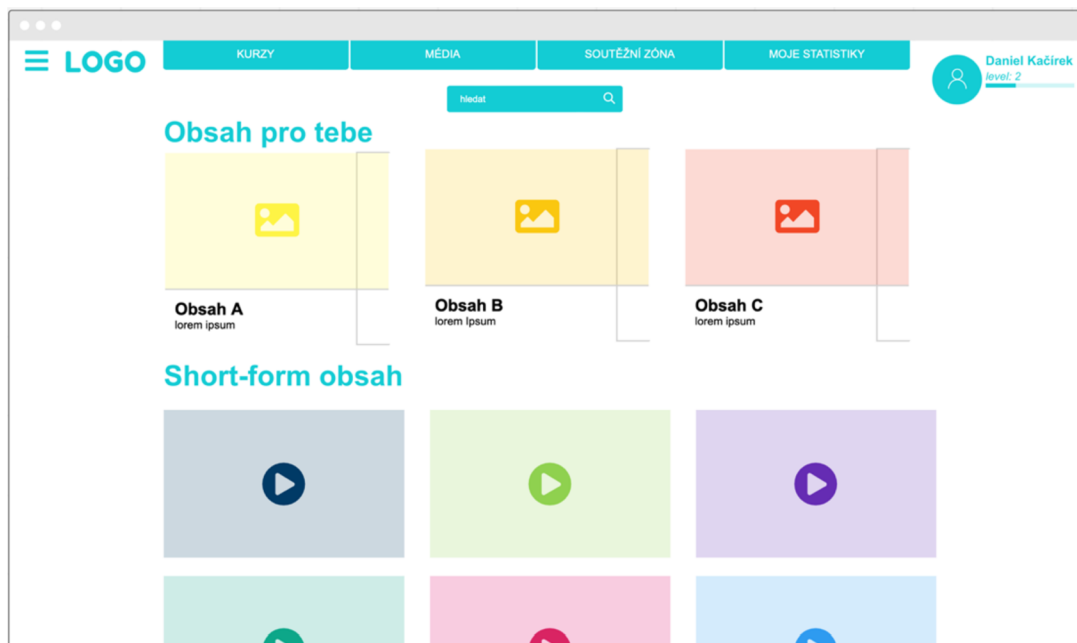 LOGO
KURZY
MÉDIA
SOUTĚŽNÍ ZÓNA
MOJE STATISTIKY
Daniel Kačírek
level: 2
hledat
Obsah pro tebe
Obsah A
lorem ipsum
Obsah B
lorem Ipsum
Obsah C
lorem ipsum
Short-form obsah